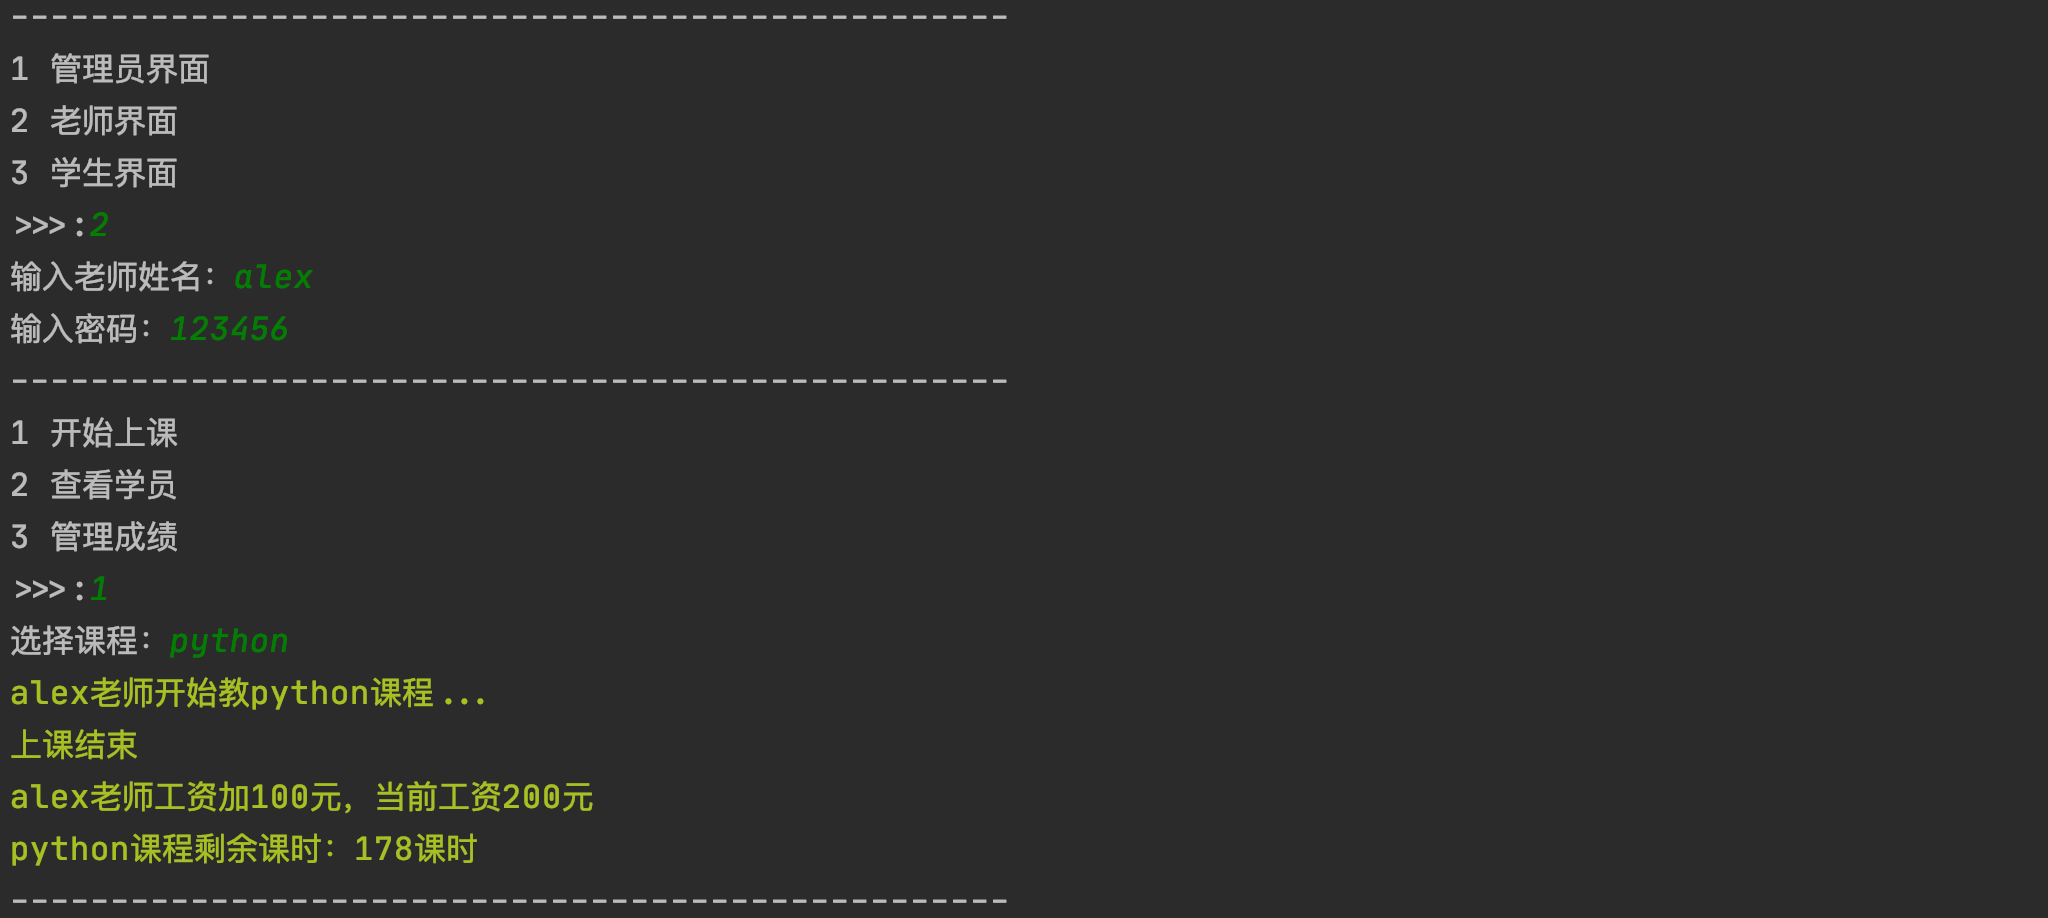 --------------------------------------------------
1 管理员界面
2 老师界面
3 学生界面
>>>:2
输入老师姓名：alex
输入密码：123456
--------------------------------------------------
1 开始上课
2 查看学员
3 管理成绩
>>>:1
选择课程：python
alex老师开始教python课程...
上课结束
alex老师工资加100元，当前工资200元
python课程剩余课时：178课时
--------------------------------------------------